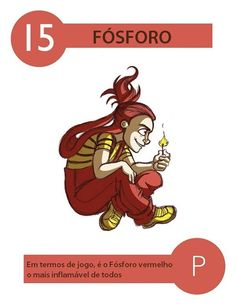 15
FÓSFORO
Em termos de jogo, é o Fósforo vermelho
o mais inflamável de todos
P